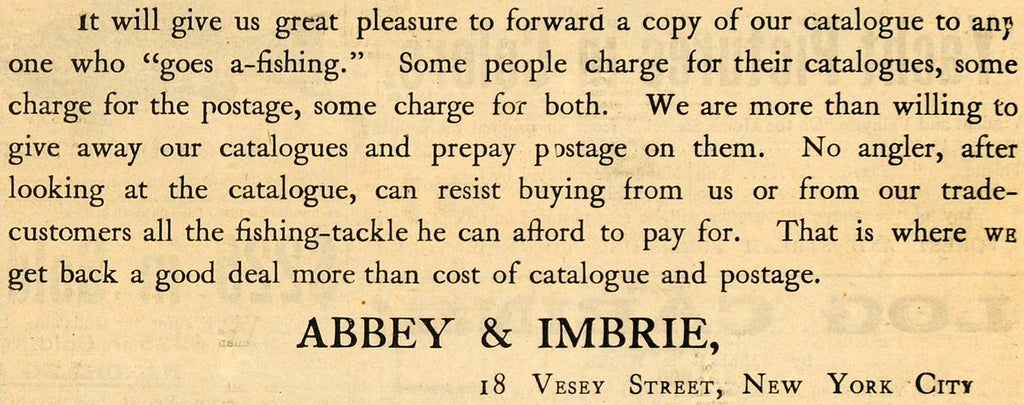 It will give us great pleasure to forward a copy of our catalogue to any
one who “goes a-fishing.” Some people charge for their catalogues, some
charge for the postage, some charge for both. We are more than willing to
give away our catalogues and prepay postage on them. No angler, after
looking at the catalogue, can resist buying from us or from our trade-
customers all the fishing-tackle he can afford to pay for. That is where WE
get back a good deal more than cost of catalogue and postage.
ABBEY & IMBRIE,
18 VESEY STREET, NEW YORK CITY